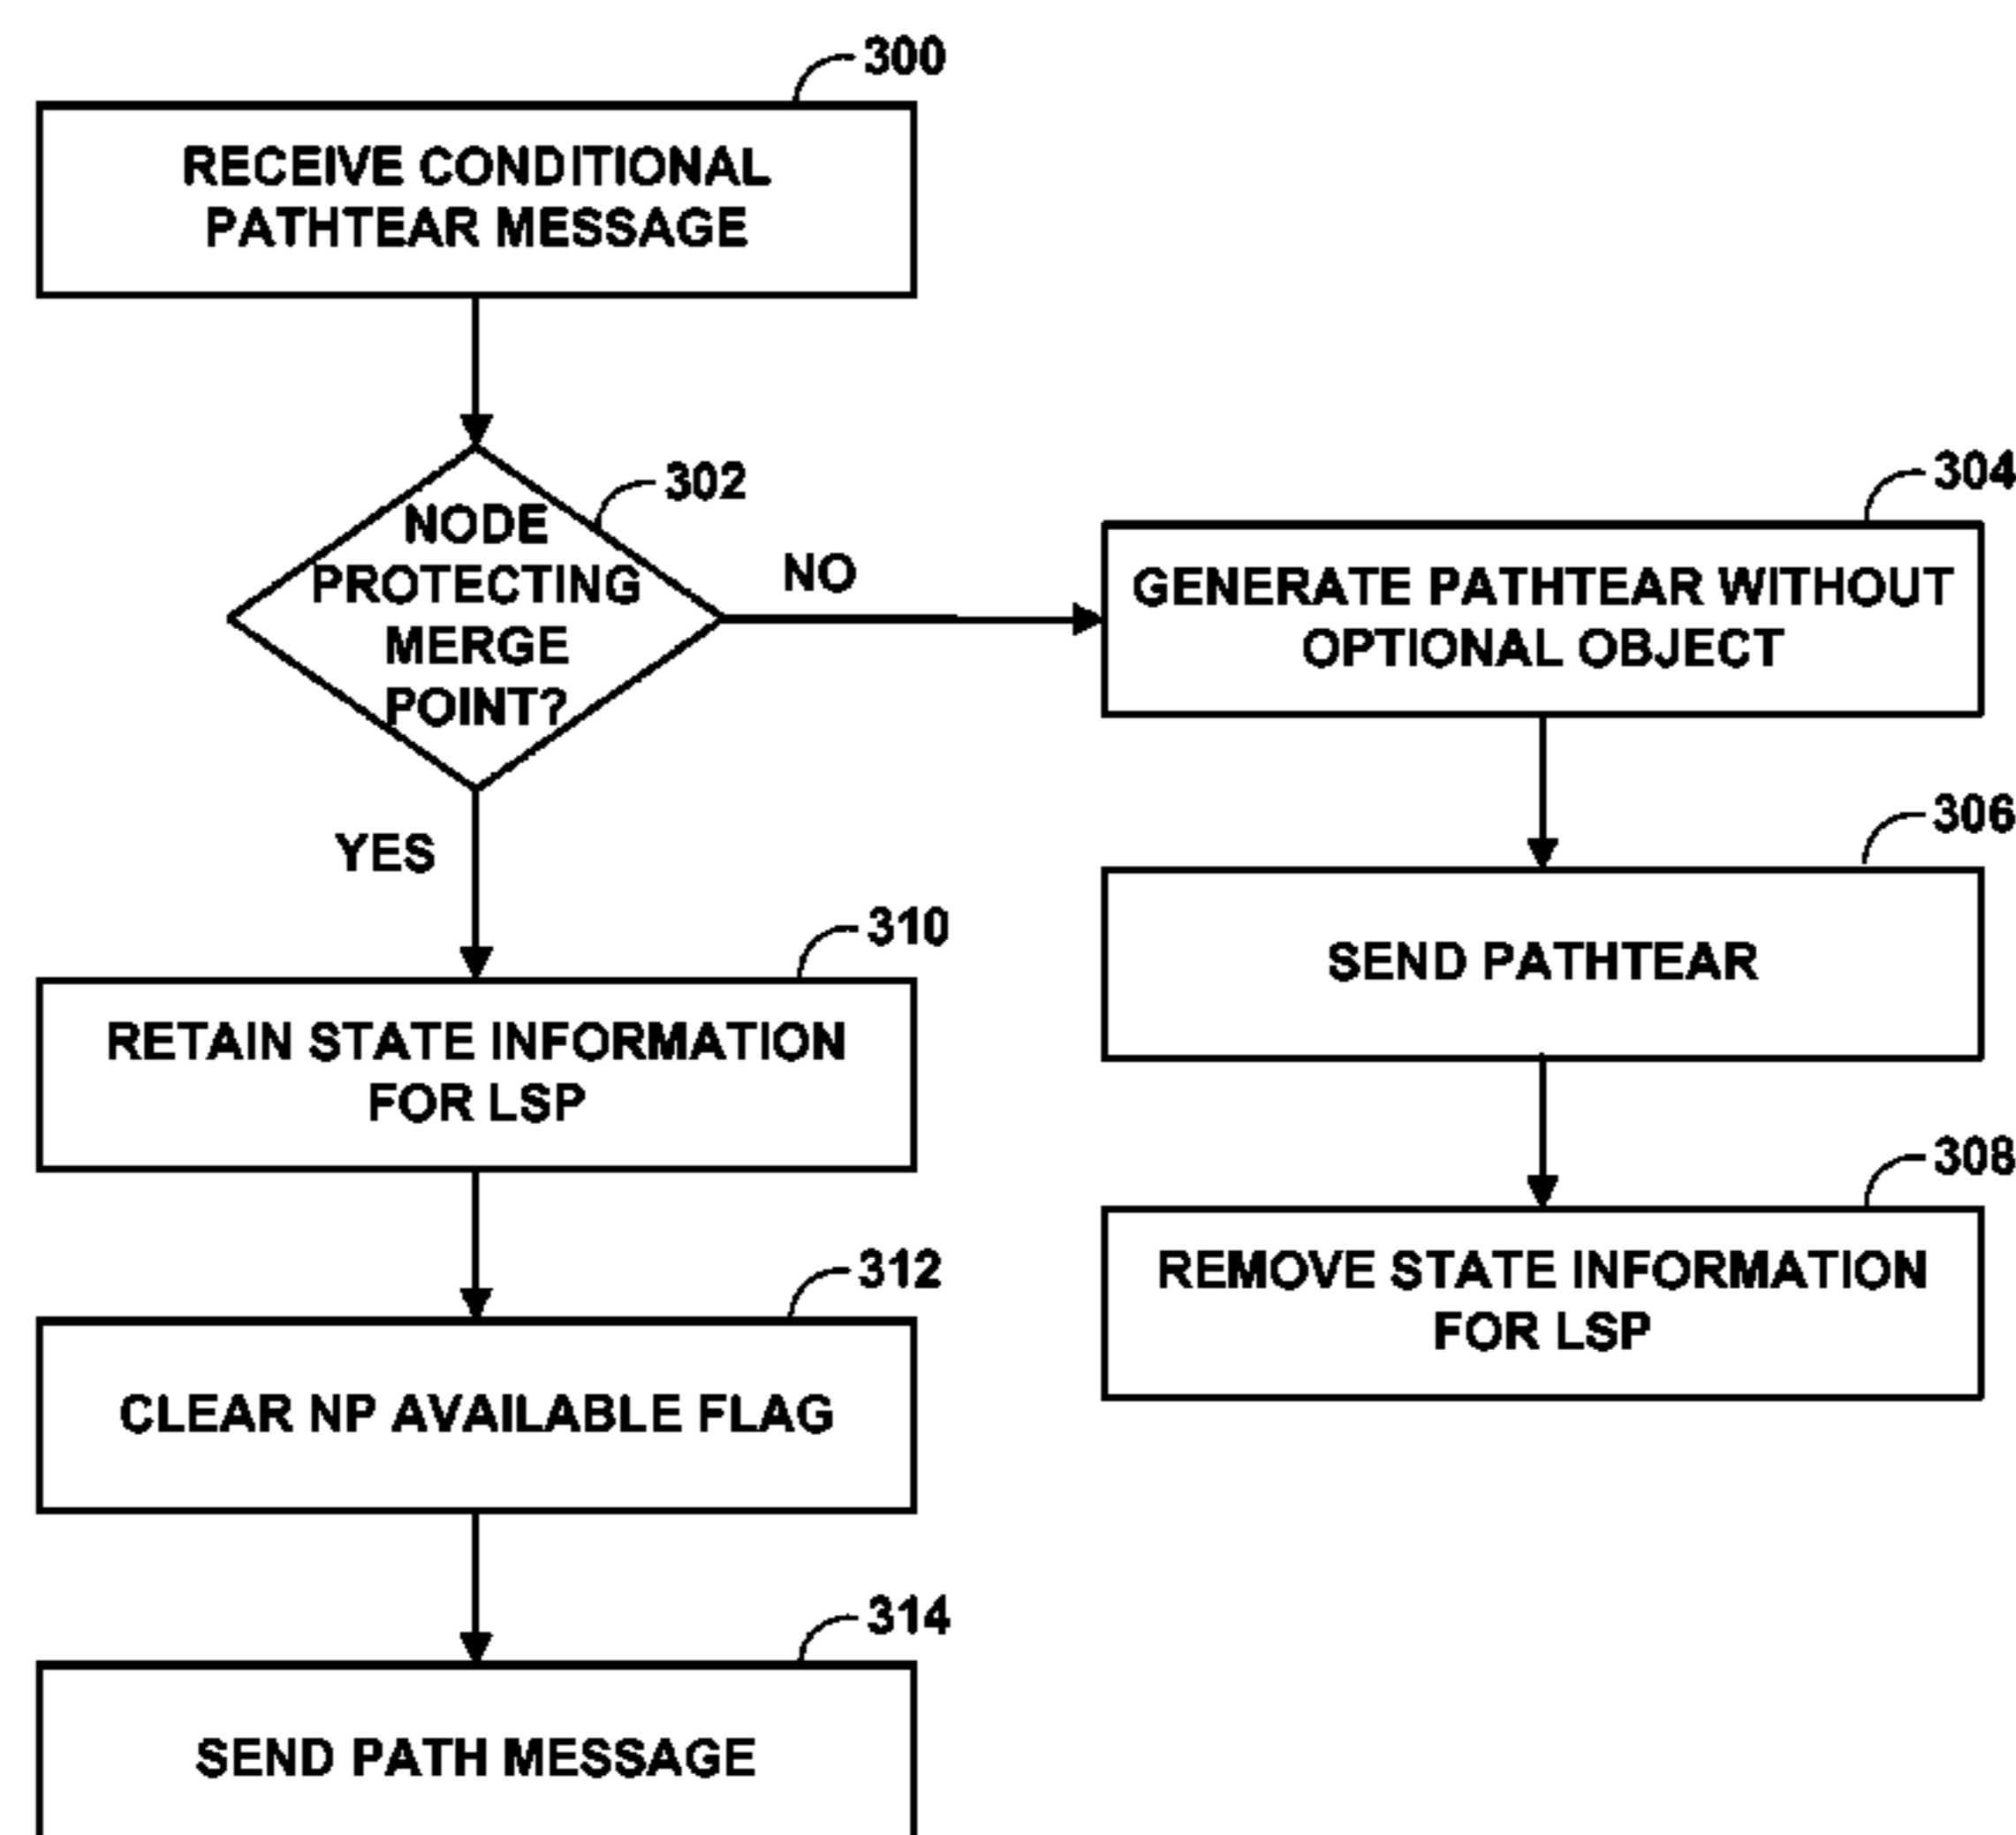 300
RECEIVE CONDITIONAL
PATHTEAR MESSAGE
302
NODE
PROTECTING
MERGE
POINT?
NO
YES
304
GENERATE PATHTEAR WITHOUT
OPTIONAL OBJECT
306
SEND PATHTEAR
308
REMOVE STATE INFORMATION
FOR LSP
310
RETAIN STATE INFORMATION
FOR LSP
312
CLEAR NP AVAILABLE FLAG
314
SEND PATH MESSAGE